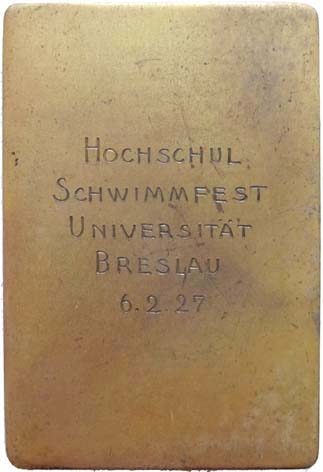 HOCHSCHUL
SCHWIMMFEST
UNIVERSITÄT
BRESLAU
6.2.27